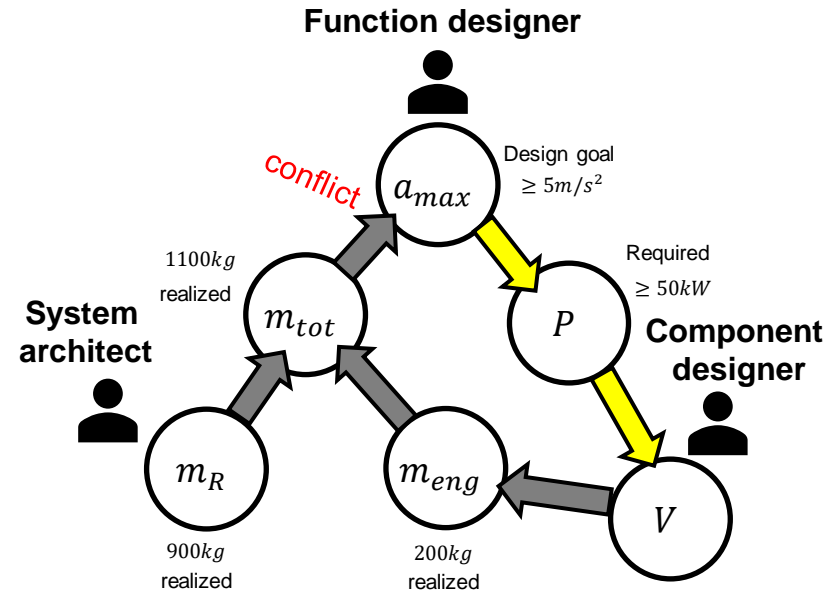 Function designer
conflict
a_max
Design goal
≥ 5m/s²
1100kg
realized
m_tot
Required
≥ 50kW
P
System
architect
Component
designer
m_R
m_eng
V
900kg
realized
200kg
realized